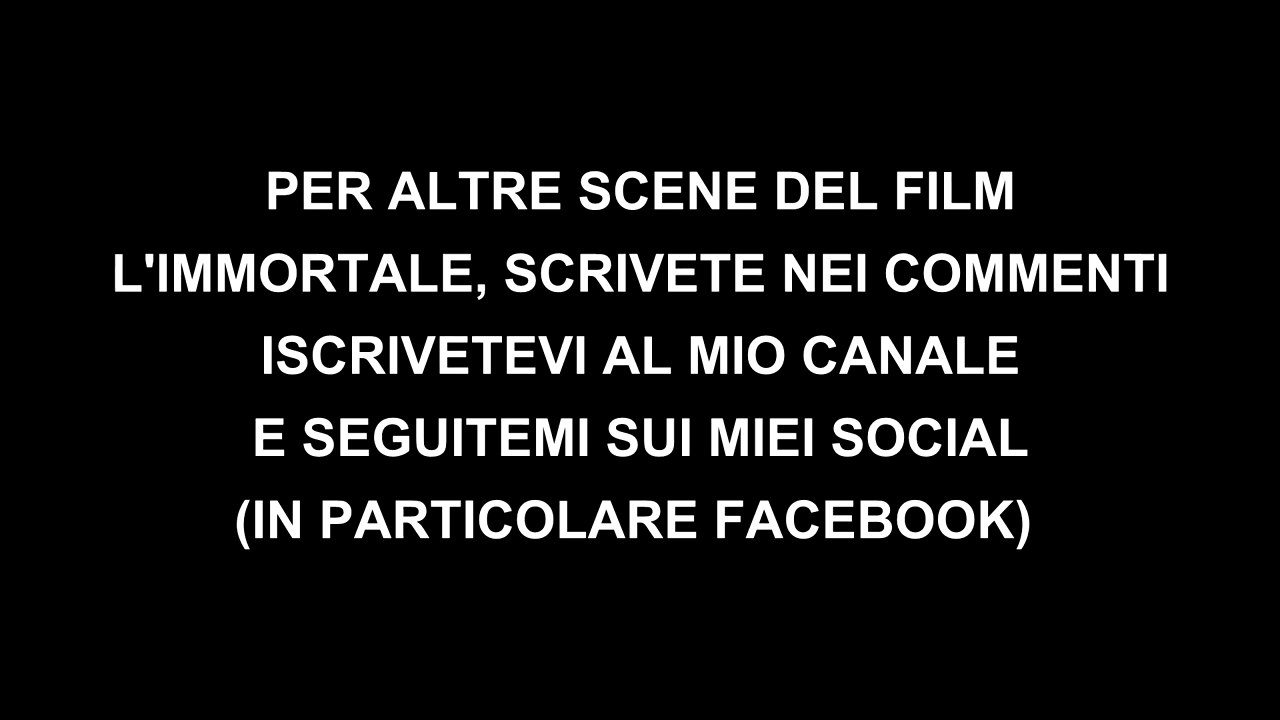 PER ALTRE SCENE DEL FILM
L'IMMORTALE, SCRIVETE NEI COMMENTI
ISCRIVETEVI AL MIO CANALE
E SEGUITEMI SUI MIEI SOCIAL
(IN PARTICOLARE FACEBOOK)